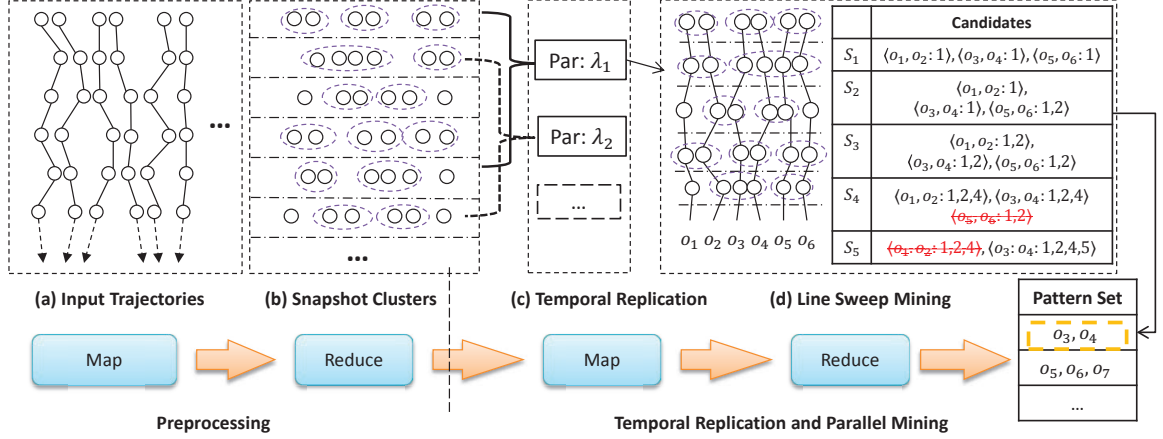 ...
...
Par: λ1
Par: λ2
...
o1 o2 o3 o4 o5 o6
Candidates
S1 ⟨o1, o2: 1⟩,⟨o3, o4: 1⟩,⟨o5, o6: 1⟩
S2 ⟨o1, o2: 1⟩,
⟨o3, o4: 1⟩,⟨o5, o6: 1,2⟩
S3 ⟨o1, o2: 1,2⟩,
⟨o3, o4: 1,2⟩,⟨o5, o6: 1,2⟩
S4 ⟨o1, o2: 1,2,4⟩,⟨o3, o4: 1,2,4⟩
⟨o5, o6: 1,2⟩
S5 ⟨o1: o2: 1,2,4⟩,⟨o3: o4: 1,2,4,5⟩
(a) Input Trajectories
(b) Snapshot Clusters
(c) Temporal Replication
(d) Line Sweep Mining
Map
Reduce
Map
Reduce
Pattern Set
o3, o4
o5, o6, o7
...
Preprocessing
Temporal Replication and Parallel Mining